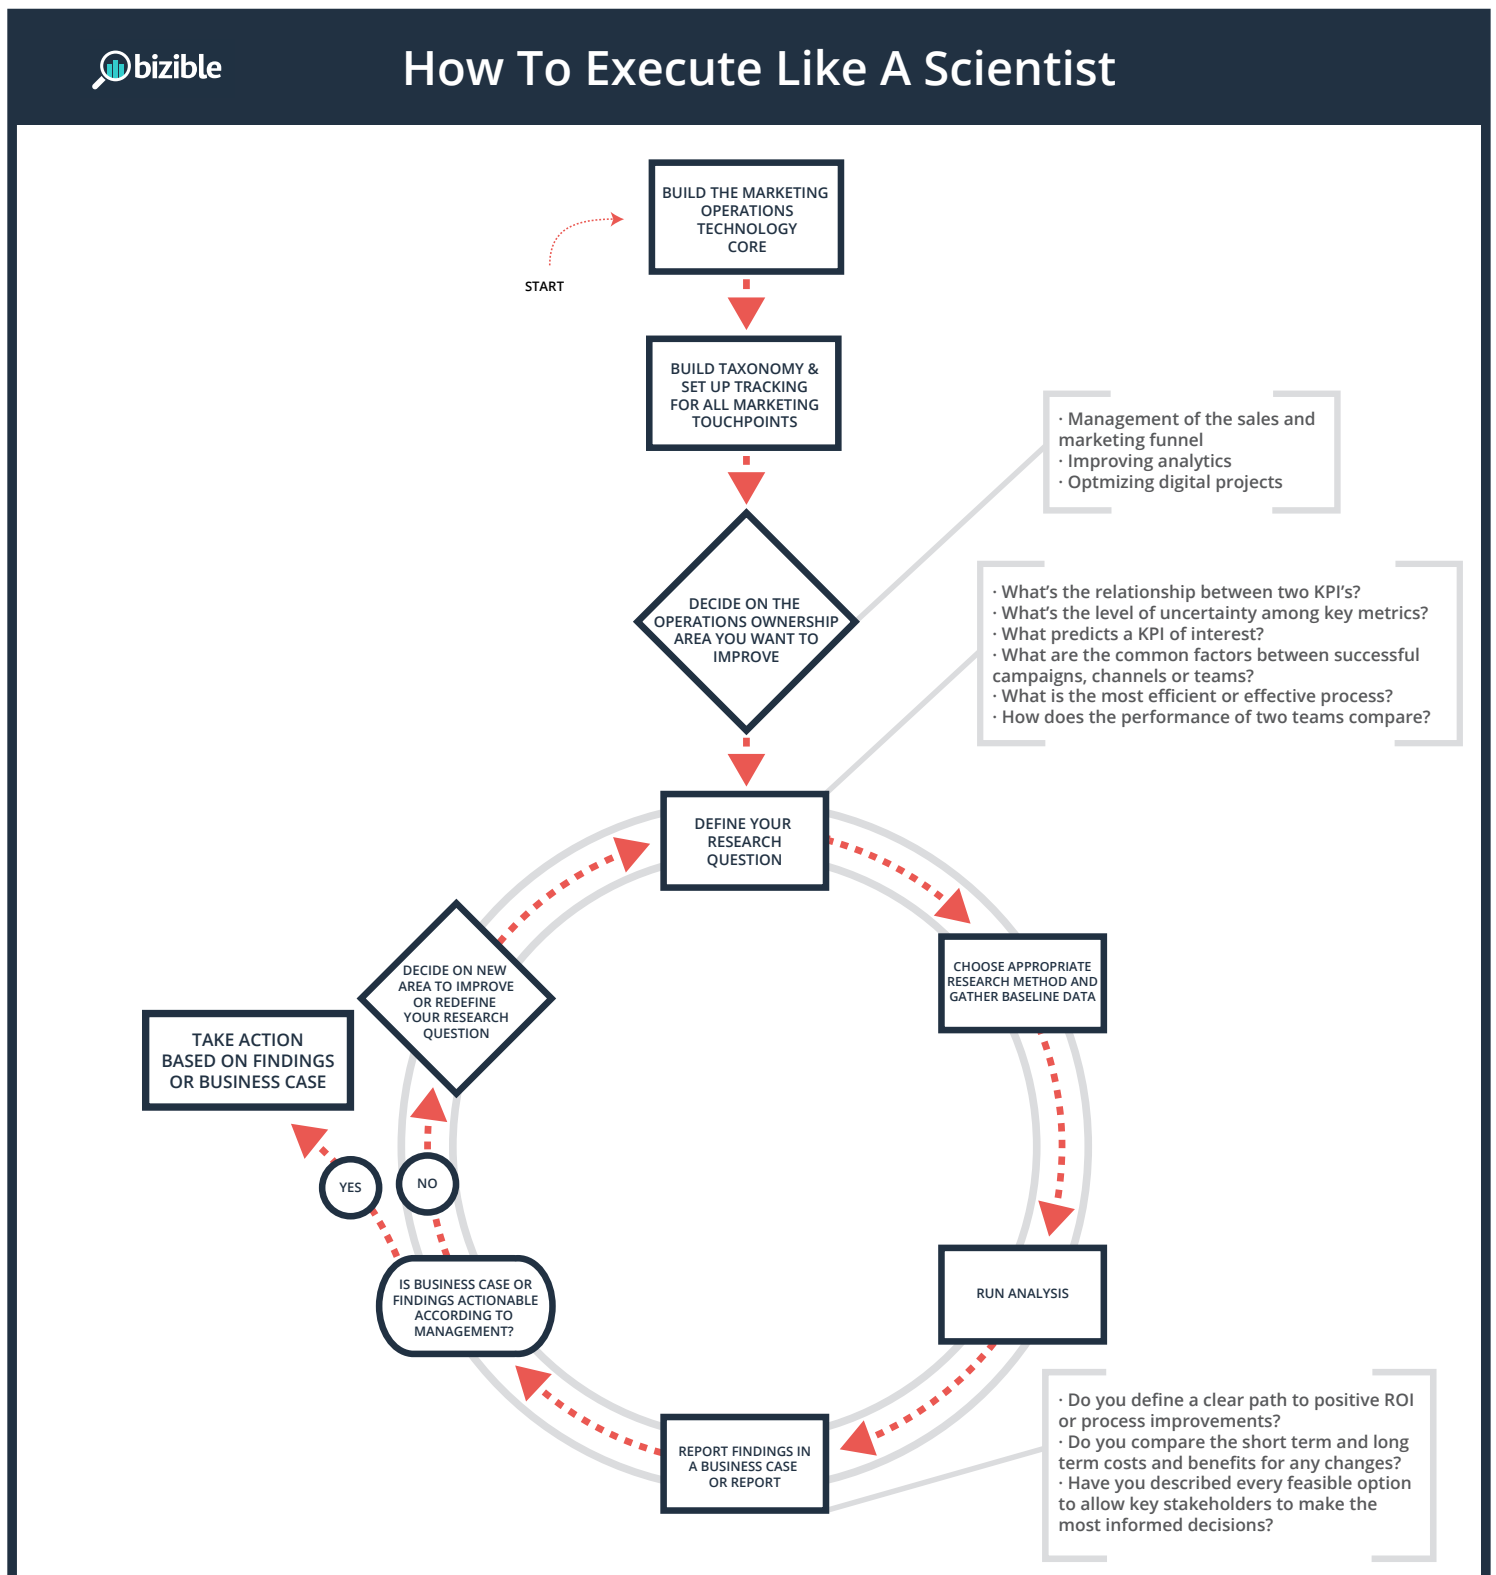 bizible
How To Execute Like A Scientist
BUILD THE MARKETING
OPERATIONS
TECHNOLOGY
CORE
START
BUILD TAXONOMY &
SET UP TRACKING
FOR ALL MARKETING
TOUCHPOINTS
· Management of the sales and
marketing funnel
· Improving analytics
· Optmizing digital projects
DECIDE ON THE
OPERATIONS OWNERSHIP
AREA YOU WANT TO
IMPROVE
· What’s the relationship between two KPI’s?
· What’s the level of uncertainty among key metrics?
· What predicts a KPI of interest?
· What are the common factors between successful
campaigns, channels or teams?
· What is the most efficient or effective process?
· How does the performance of two teams compare?
DEFINE YOUR
RESEARCH
QUESTION
CHOOSE APPROPRIATE
RESEARCH METHOD AND
GATHER BASELINE DATA
DECIDE ON NEW
AREA TO IMPROVE
OR REDEFINE
YOUR RESEARCH
QUESTION
TAKE ACTION
BASED ON FINDINGS
OR BUSINESS CASE
YES
NO
IS BUSINESS CASE OR
FINDINGS ACTIONABLE
ACCORDING TO
MANAGEMENT?
RUN ANALYSIS
REPORT FINDINGS IN
A BUSINESS CASE
OR REPORT
· Do you define a clear path to positive ROI
or process improvements?
· Do you compare the short term and long
term costs and benefits for any changes?
· Have you described every feasible option
to allow key stakeholders to make the
most informed decisions?